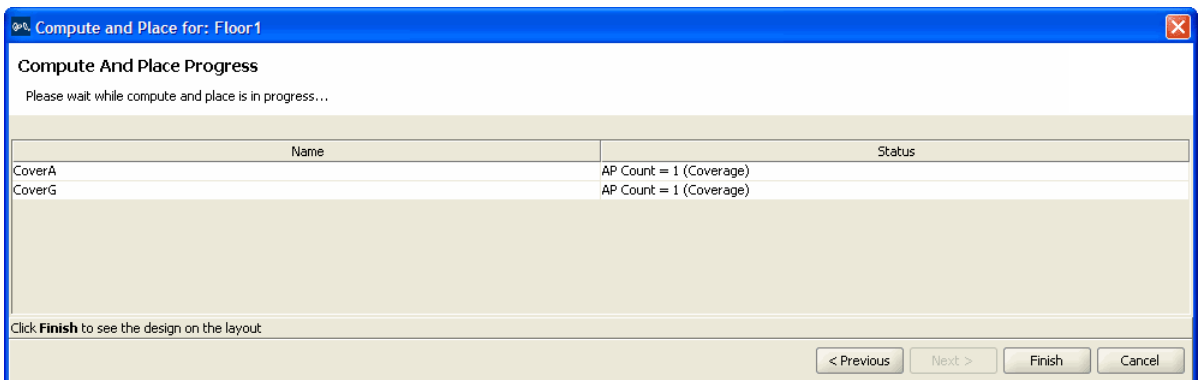 Compute and Place for: Floor1
Compute And Place Progress
Please wait while compute and place is in progress...
Name Status
CoverA AP Count = 1 (Coverage)
CoverG AP Count = 1 (Coverage)
Click Finish to see the design on the layout
< Previous Next > Finish Cancel